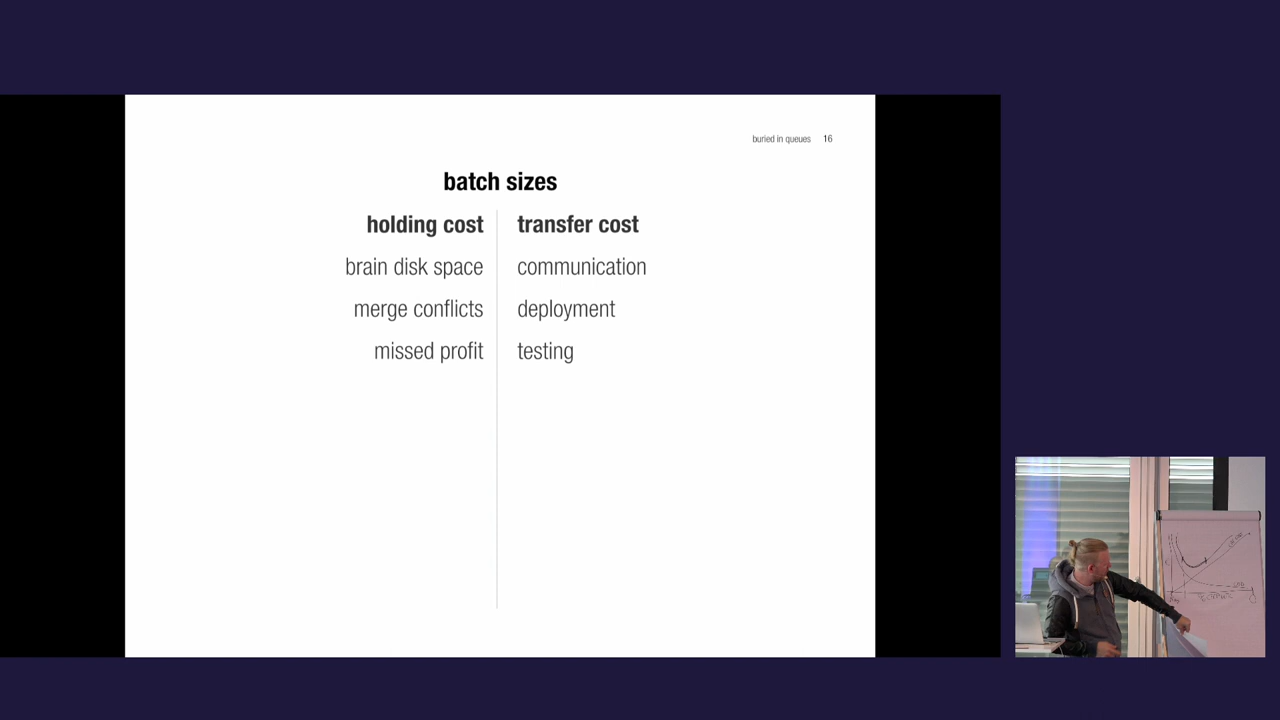 buried in queues 16
batch sizes
holding cost transfer cost
brain disk space communication
merge conflicts deployment
missed profit testing